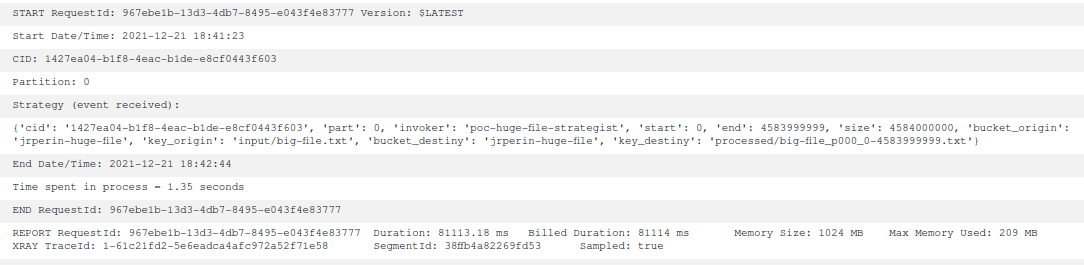 START RequestId: 967ebe1b-13d3-4db7-8495-e043f4e83777 Version: $LATEST
Start Date/Time: 2021-12-21 18:41:23
CID: 1427ea04-b1f8-4eac-b1de-e8cf0443f603
Partition: 0
Strategy (event received):
{'cid': '1427ea04-b1f8-4eac-b1de-e8cf0443f603', 'part': 0, 'invoker': 'poc-huge-file-strategist', 'start': 0, 'end': 4583999999, 'size': 4584000000, 'bucket_origin':
'jrperin-huge-file', 'key_origin': 'input/big-file.txt', 'bucket_destiny': 'jrperin-huge-file', 'key_destiny': 'processed/big-file_p000_0-4583999999.txt'}
End Date/Time: 2021-12-21 18:42:44
Time spent in process = 1.35 seconds
END RequestId: 967ebe1b-13d3-4db7-8495-e043f4e83777
REPORT RequestId: 967ebe1b-13d3-4db7-8495-e043f4e83777 Duration: 81113.18 ms Billed Duration: 81114 ms Memory Size: 1024 MB Max Memory Used: 209 MB
XRAY TraceId: 1-61c21fd2-5e6eadca4afc972a52f71e58 SegmentId: 38ffb4a82269fd53 Sampled: true